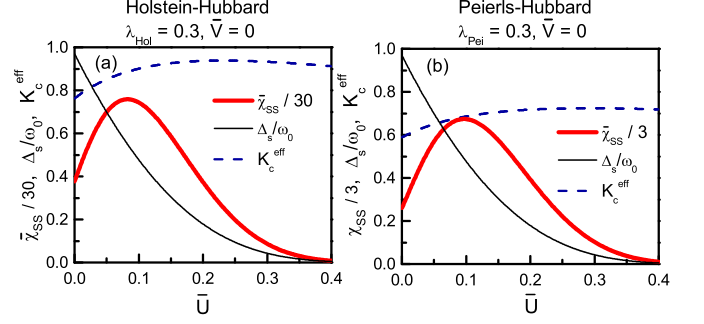 Holstein-Hubbard
λ_Hol = 0.3, V̄ = 0
χ̄_SS / 30, Δ_s/ω_0, K_c^eff
1.0
0.8
0.6
0.4
0.2
0.0
(a)
χ̄_SS / 30
Δ_s/ω_0
K_c^eff
0.0 0.1 0.2 0.3 0.4
Ū
Peierls-Hubbard
λ_Pei = 0.3, V̄ = 0
χ_SS / 3, Δ_s/ω_0, K_c^eff
1.0
0.8
0.6
0.4
0.2
0.0
(b)
χ̄_SS / 3
Δ_s/ω_0
K_c^eff
0.0 0.1 0.2 0.3 0.4
Ū